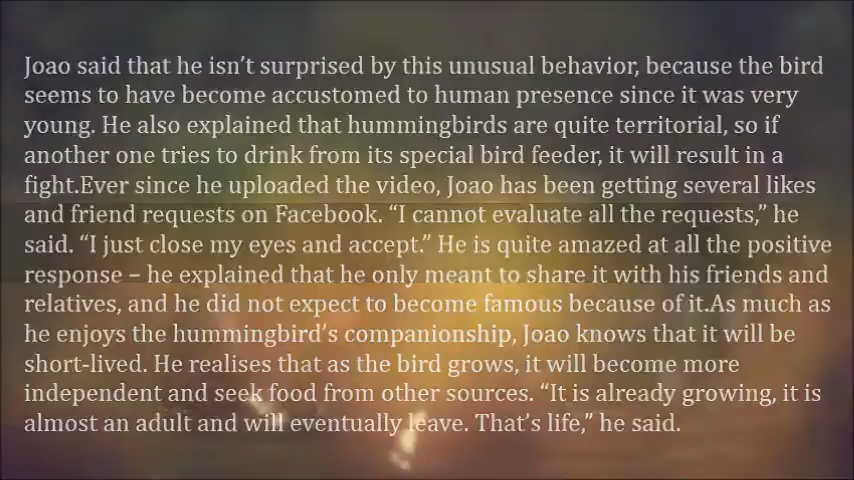 Joao said that he isn’t surprised by this unusual behavior, because the bird
seems to have become accustomed to human presence since it was very
young. He also explained that hummingbirds are quite territorial, so if
another one tries to drink from its special bird feeder, it will result in a
fight.Ever since he uploaded the video, Joao has been getting several likes
and friend requests on Facebook. “I cannot evaluate all the requests,” he
said. “I just close my eyes and accept.” He is quite amazed at all the positive
response – he explained that he only meant to share it with his friends and
relatives, and he did not expect to become famous because of it.As much as
he enjoys the hummingbird’s companionship, Joao knows that it will be
short-lived. He realises that as the bird grows, it will become more
independent and seek food from other sources. “It is already growing, it is
almost an adult and will eventually leave. That’s life,” he said.